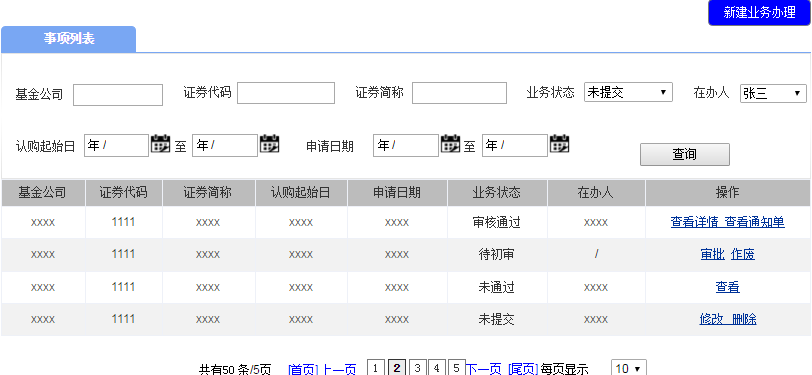 新建业务办理
事项列表
基金公司 证券代码 证券简称 业务状态 未提交 在办人 张三
认购起始日 年 / 至 年 / 申请日期 年 / 至 年 / 查询
基金公司 证券代码 证券简称 认购起始日 申请日期 业务状态 在办人 操作
xxxx 1111 xxxx xxxx xxxx 审核通过 xxxx 查看详情 查看通知单
xxxx 1111 xxxx xxxx xxxx 待初审 / 审批 作废
xxxx 1111 xxxx xxxx xxxx 未通过 xxxx 查看
xxxx 1111 xxxx xxxx xxxx 未提交 xxxx 修改 删除
共有50 条/5页 [首页] 上一页 1 2 3 4 5 下一页 [尾页] 每页显示 10